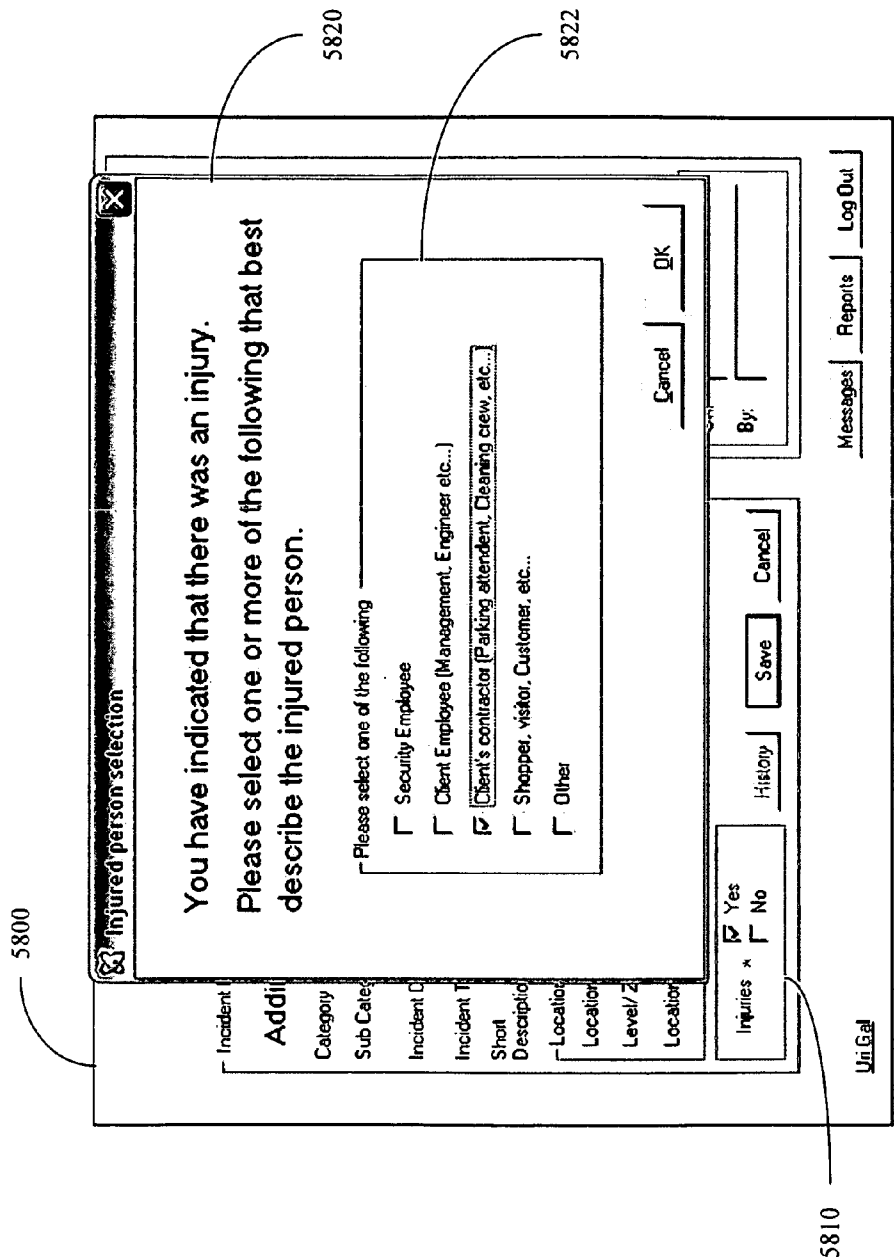 5800
Injured person selection
You have indicated that there was an injury.
Please select one or more of the following that best
describe the injured person.
Please select one of the following
Security Employee
Client Employee (Management, Engineer etc...)
Client's contractor (Parking attendent, Cleaning crew, etc...)
Shopper, visitor, Customer, etc...
Other
Cancel
OK
5820
5822
Incident I
Addi
Category
Sub Cate
Incident D
Incident T
Short
Descriptio
Location
Location
Level/ Z
Location
By:
Injuries *
Yes
No
History
Save
Cancel
5810
Uri Gal
Messages
Reports
Log Out